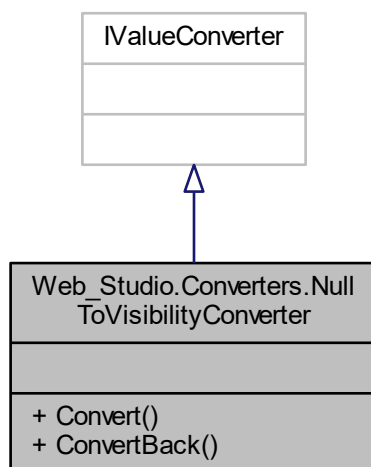 IValueConverter
Web_Studio.Converters.Null
ToVisibilityConverter
+ Convert()
+ ConvertBack()